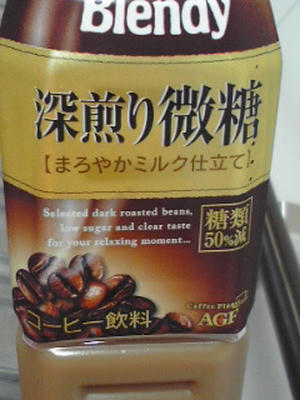 Blendy
深煎り微糖
【まろやかミルク仕立て】
Selected dark roasted beans,
low sugar and clear taste
for your relaxing moment...
糖類
50%減
コーヒー飲料
AGF